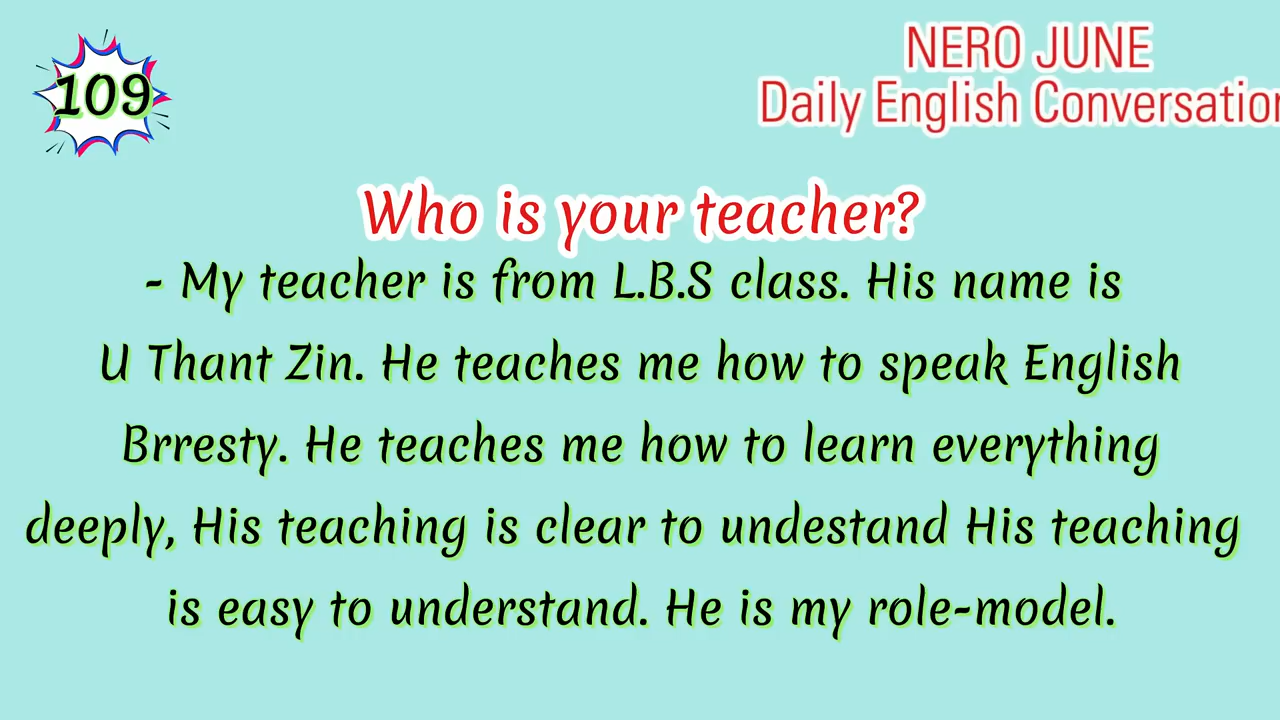 109
NERO JUNE
Daily English Conversation
Who is your teacher?
- My teacher is from L.B.S class. His name is
U Thant Zin. He teaches me how to speak English
Brresty. He teaches me how to learn everything
deeply, His teaching is clear to undestand His teaching
is easy to understand. He is my role-model.